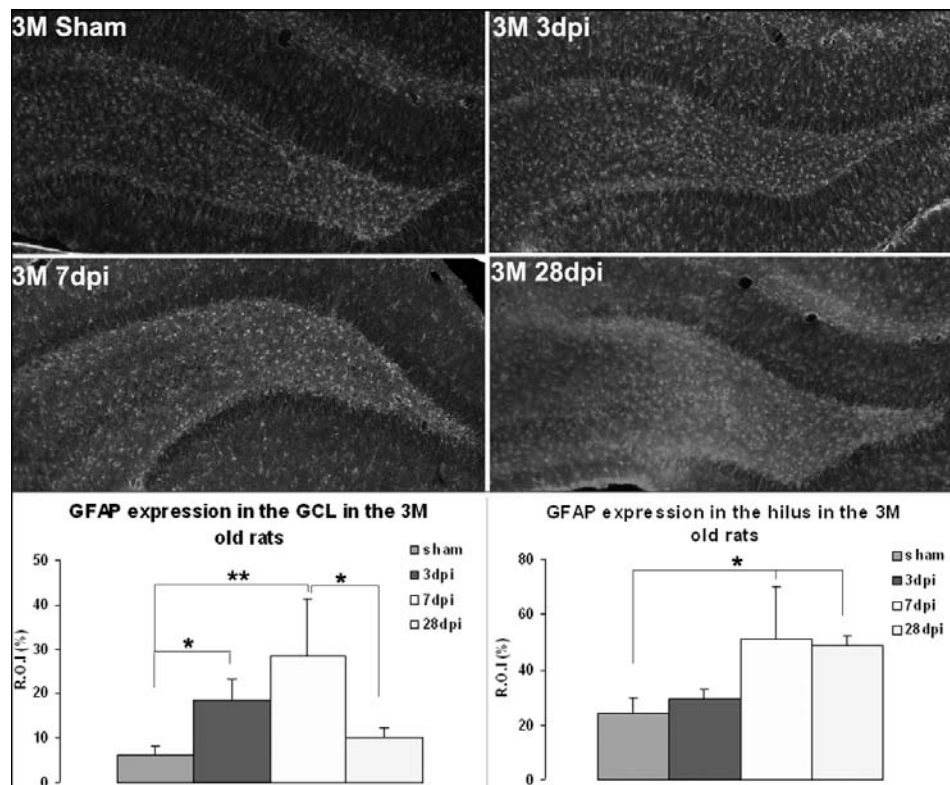 3M Sham
3M 3dpi
3M 7dpi
3M 28dpi
GFAP expression in the GCL in the 3M
old rats
sham
3dpi
7dpi
28dpi
R.O.I (%)
50
40
30
20
10
0
*
**
*
GFAP expression in the hilus in the 3M
old rats
sham
3dpi
7dpi
28dpi
R.O.I (%)
80
60
40
20
0
*